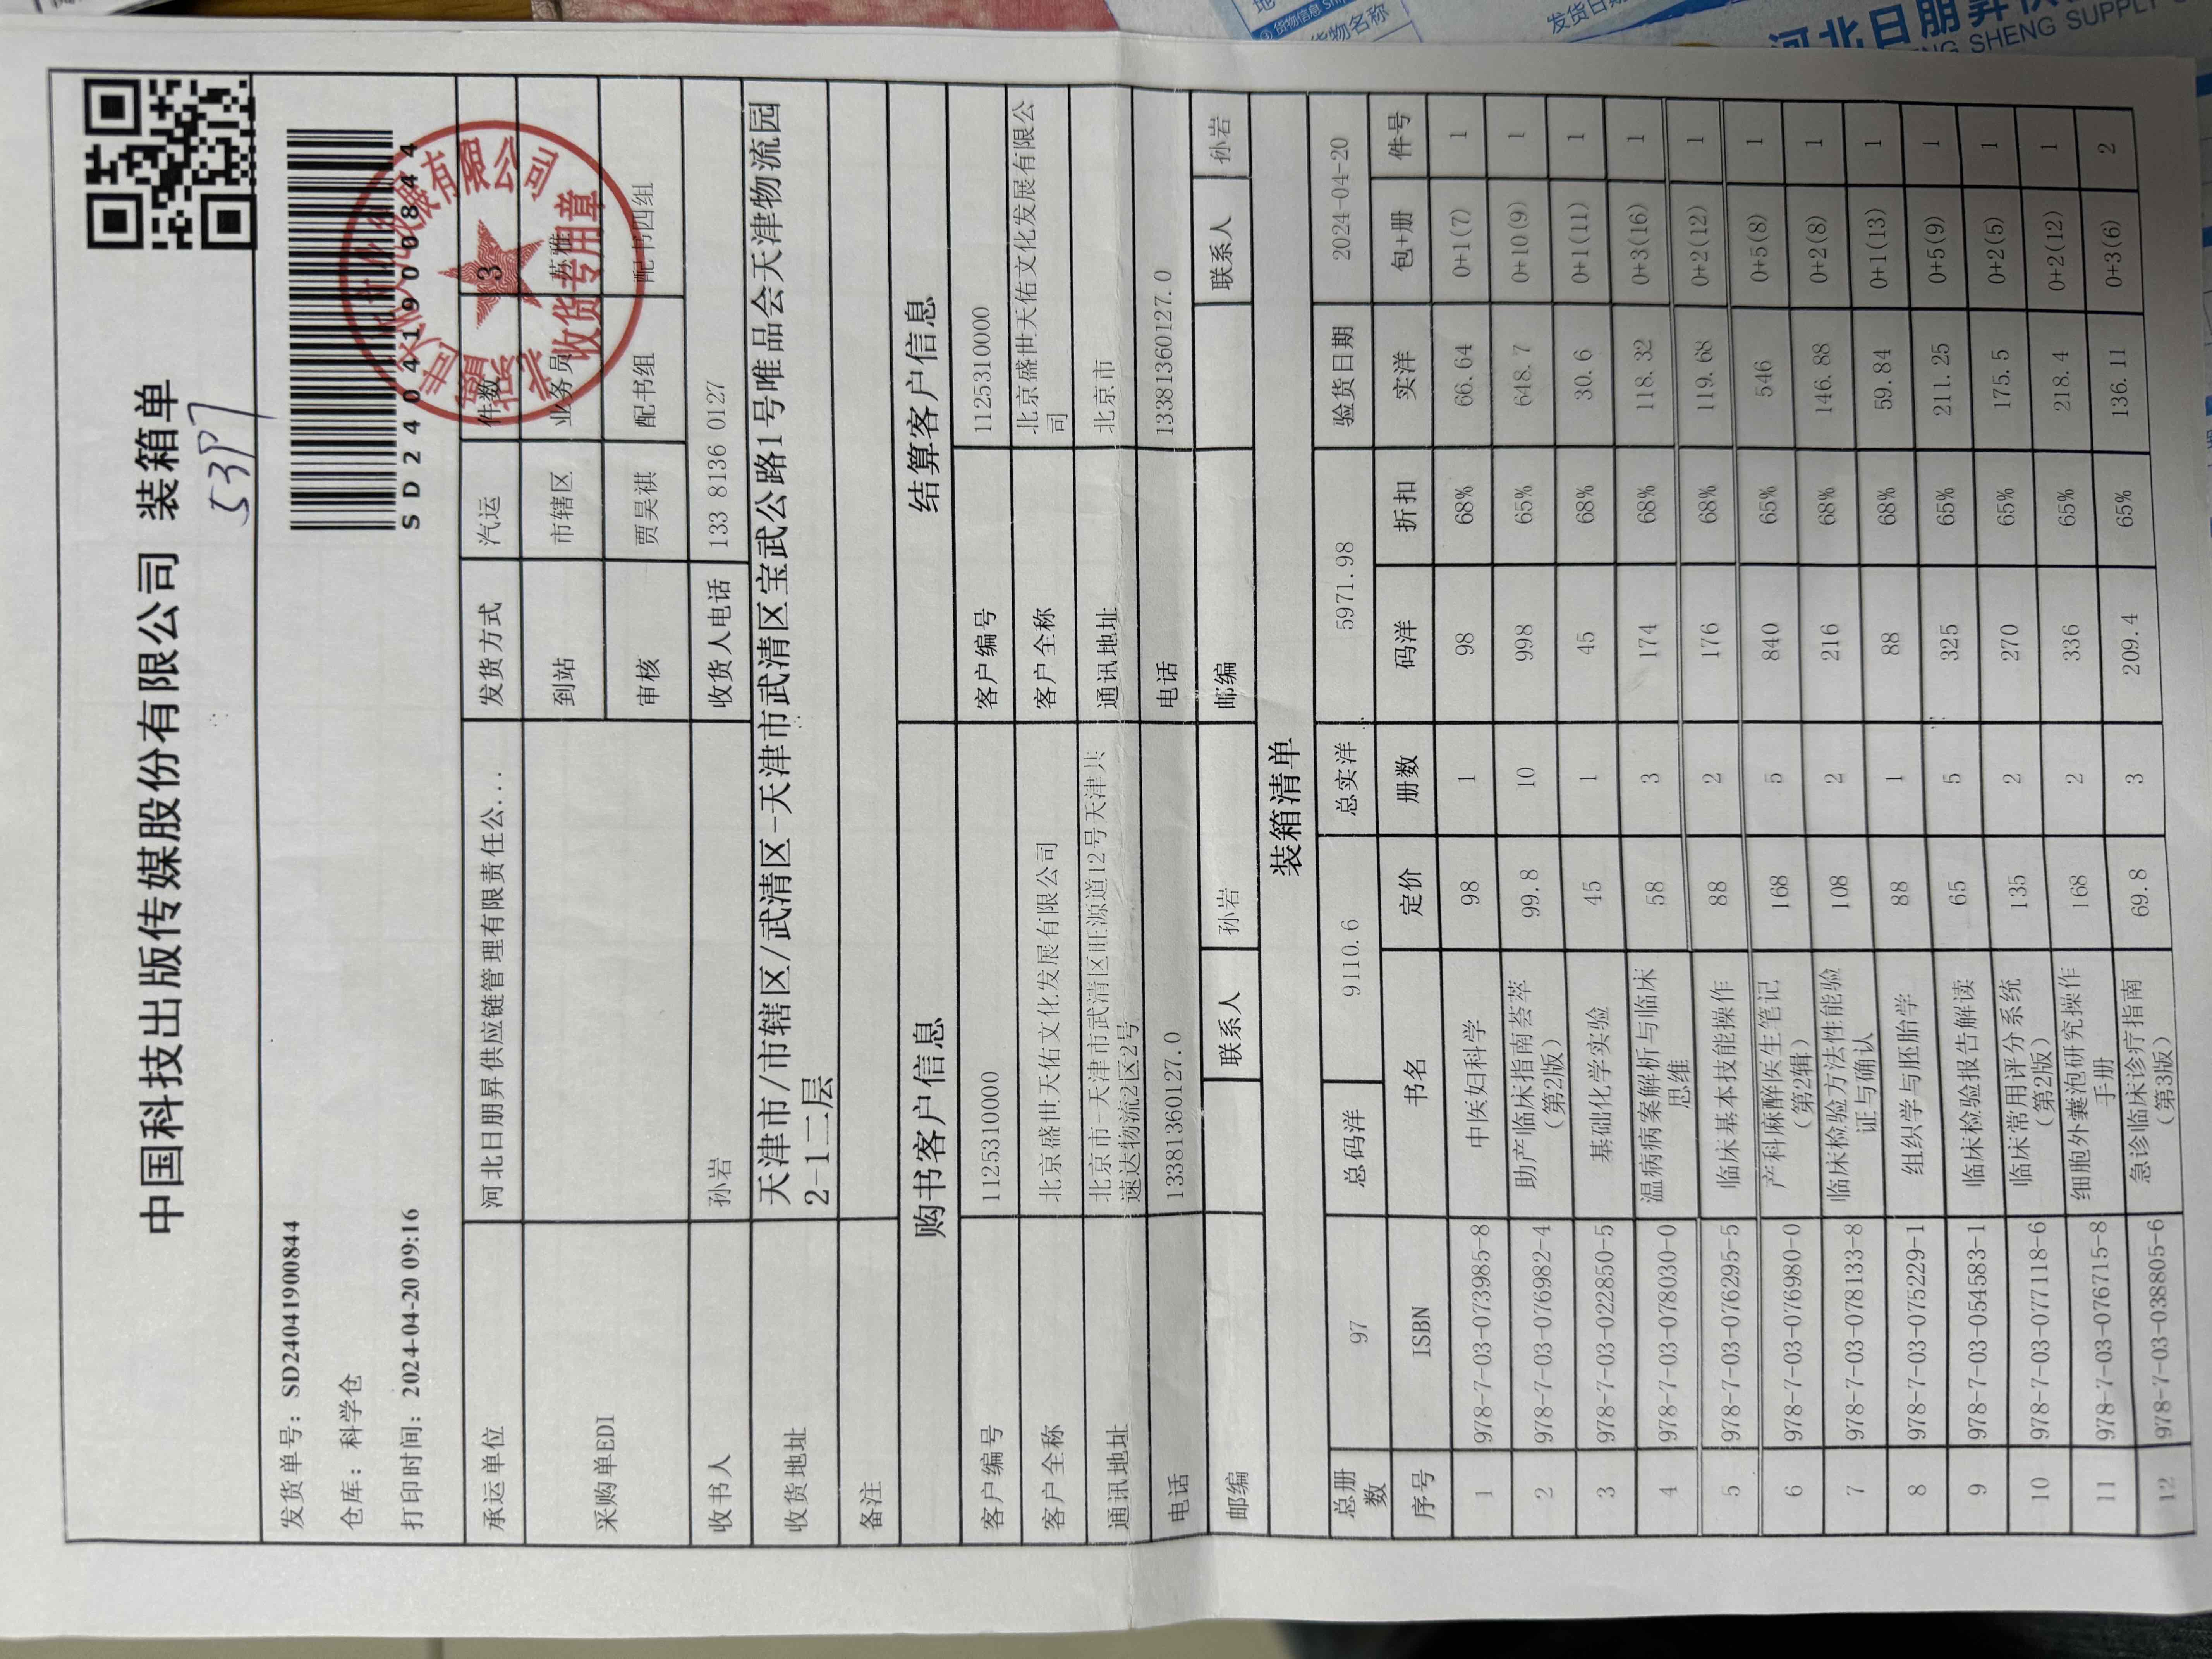 中国科技出版传媒股份有限公司 装箱单
53P7
发货单号：SD24041900844
仓库：科学仓
打印时间：2024-04-20 09:16
SD24041900844
承运单位 河北日朋昇供应链管理有限责任公... 发货方式 汽运 件数 3
采购单EDI 到站 市辖区 业务员 苏雅
审核 贾昊祺 配书组 配书四组
收书人 孙岩 收货人电话 133 8136 0127
收货地址 天津市/市辖区/武清区-天津市武清区宝武公路1号唯品会天津物流园
2-1二层
备注
收货专用章
购书客户信息 结算客户信息
客户编号 1125310000 客户编号 1125310000
客户全称 北京盛世天佑文化发展有限公司 客户全称 北京盛世天佑文化发展有限公
司
通讯地址 北京市-天津市武清区旺源道12号天津共 通讯地址 北京市
速达物流2区2号
电话 13381360127.0 电话 13381360127.0
邮编 联系人 孙岩 邮编 联系人 孙岩
装箱清单
总册
数 97 总码洋 9110.6 总实洋 5971.98 验货日期 2024-04-20
序号 ISBN 书名 定价 册数 码洋 折扣 实洋 包+册 件号
1 978-7-03-073985-8 中医妇科学 98 1 98 68% 66.64 0+1(7) 1
2 978-7-03-076982-4 助产临床指南荟萃
（第2版） 99.8 10 998 65% 648.7 0+10(9) 1
3 978-7-03-022850-5 基础化学实验 45 1 45 68% 30.6 0+1(11) 1
4 978-7-03-078030-0 温病病案解析与临床
思维 58 3 174 68% 118.32 0+3(16) 1
5 978-7-03-076295-5 临床基本技能操作 88 2 176 68% 119.68 0+2(12) 1
6 978-7-03-076980-0 产科麻醉医生笔记
（第2辑） 168 5 840 65% 546 0+5(8) 1
7 978-7-03-078133-8 临床检验方法性能验
证与确认 108 2 216 68% 146.88 0+2(8) 1
8 978-7-03-075229-1 组织学与胚胎学 88 1 88 68% 59.84 0+1(13) 1
9 978-7-03-054583-1 临床检验报告解读 65 5 325 65% 211.25 0+5(9) 1
10 978-7-03-077118-6 临床常用评分系统
（第2版） 135 2 270 65% 175.5 0+2(5) 1
11 978-7-03-076715-8 细胞外囊泡研究操作
手册 168 2 336 65% 218.4 0+2(12) 1
12 978-7-03-038805-6 急诊临床诊疗指南
（第3版） 69.8 3 209.4 65% 136.11 0+3(6) 2
货物名称
发货日期
河北日朋昇供
SHENG SUPPLY